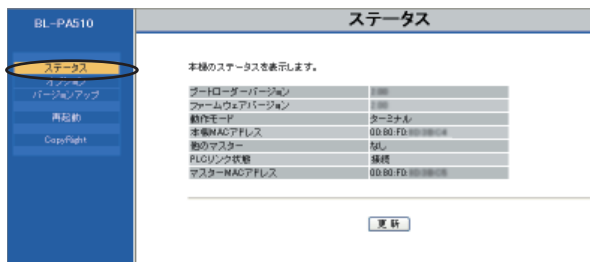 BL-PA510
ステータス
オプション
バージョンアップ
再起動
CopyRight
ステータス
本機のステータスを表示します。
ブートローダーバージョン
ファームウェアバージョン
動作モード ターミナル
本機MACアドレス 00:80:FD:
他のマスター なし
PLCリンク状態 接続
マスターMACアドレス 00:80:FD:
更新